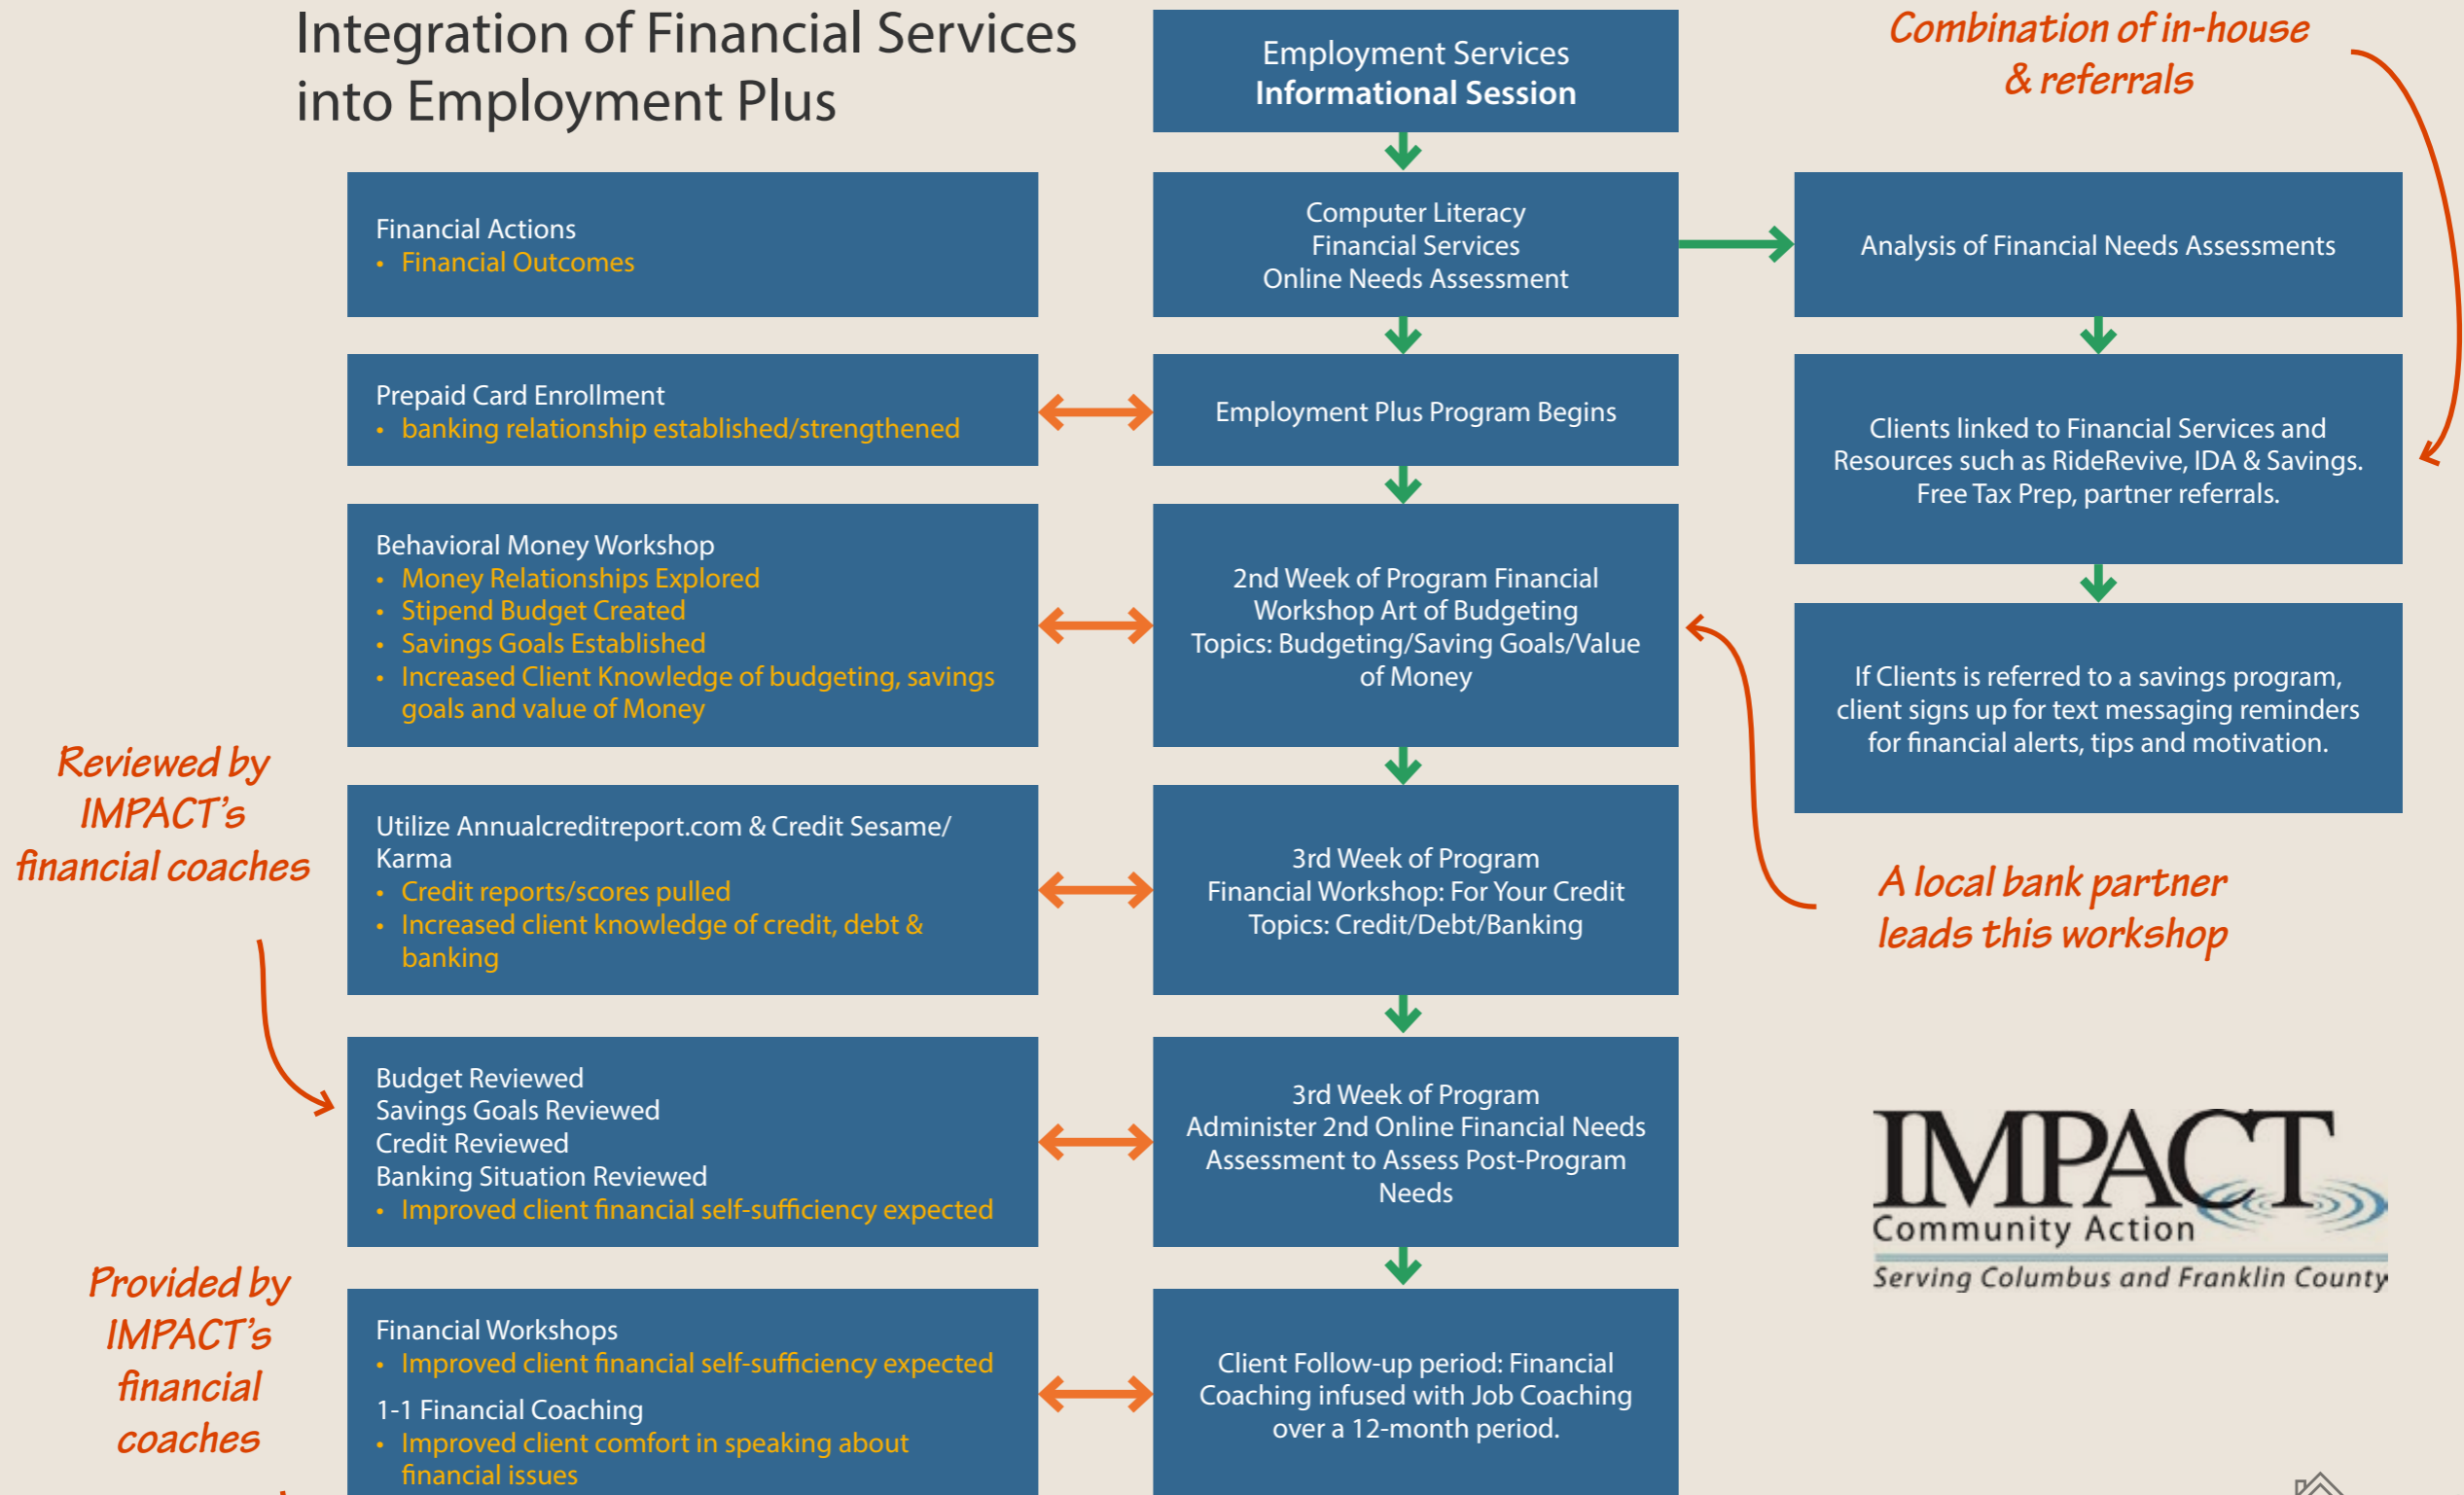 Integration of Financial Services
into Employment Plus
Employment Services
Informational Session
Combination of in-house
& referrals
Financial Actions
• Financial Outcomes
Computer Literacy
Financial Services
Online Needs Assessment
Analysis of Financial Needs Assessments
Prepaid Card Enrollment
• banking relationship established/strengthened
Employment Plus Program Begins
Clients linked to Financial Services and
Resources such as RideRevive, IDA & Savings.
Free Tax Prep, partner referrals.
Behavioral Money Workshop
• Money Relationships Explored
• Stipend Budget Created
• Savings Goals Established
• Increased Client Knowledge of budgeting, savings
goals and value of Money
2nd Week of Program Financial
Workshop Art of Budgeting
Topics: Budgeting/Saving Goals/Value
of Money
If Clients is referred to a savings program,
client signs up for text messaging reminders
for financial alerts, tips and motivation.
Reviewed by
IMPACT's
financial coaches
Utilize Annualcreditreport.com & Credit Sesame/
Karma
• Credit reports/scores pulled
• Increased client knowledge of credit, debt &
banking
3rd Week of Program
Financial Workshop: For Your Credit
Topics: Credit/Debt/Banking
A local bank partner
leads this workshop
Budget Reviewed
Savings Goals Reviewed
Credit Reviewed
Banking Situation Reviewed
• Improved client financial self-sufficiency expected
3rd Week of Program
Administer 2nd Online Financial Needs
Assessment to Assess Post-Program
Needs
IMPACT
Community Action
Serving Columbus and Franklin County
Provided by
IMPACT's
financial
coaches
Financial Workshops
• Improved client financial self-sufficiency expected
1-1 Financial Coaching
• Improved client comfort in speaking about
financial issues
Client Follow-up period: Financial
Coaching infused with Job Coaching
over a 12-month period.